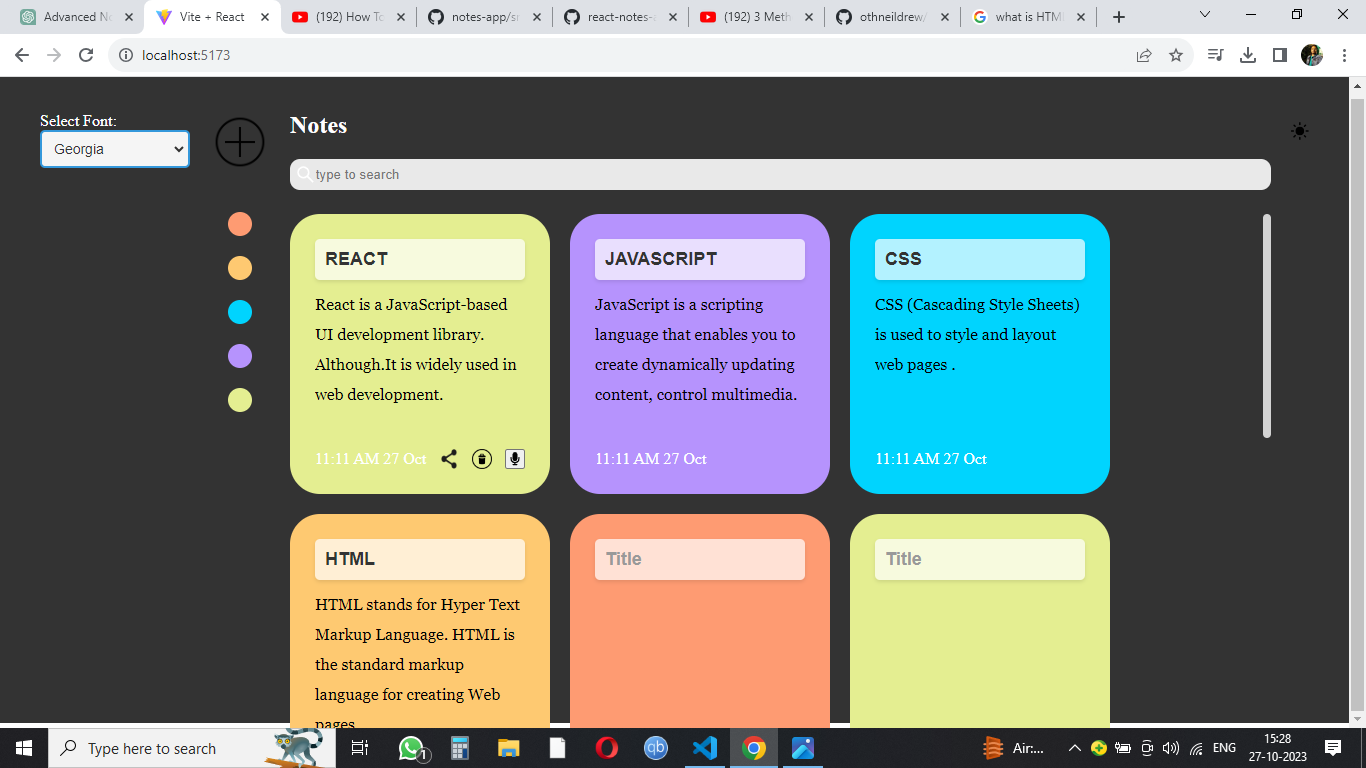 Advanced No
Vite + React
(192) How To
notes-app/sr
react-notes-a
(192) 3 Meth
othneildrew/
what is HTML
localhost:5173
Select Font:
Georgia
Notes
type to search
REACT
React is a JavaScript-based
UI development library.
Although.It is widely used in
web development.
11:11 AM 27 Oct
JAVASCRIPT
JavaScript is a scripting
language that enables you to
create dynamically updating
content, control multimedia.
11:11 AM 27 Oct
CSS
CSS (Cascading Style Sheets)
is used to style and layout
web pages .
11:11 AM 27 Oct
HTML
HTML stands for Hyper Text
Markup Language. HTML is
the standard markup
language for creating Web
pages
Title
Title
Type here to search
1
qb
Air:...
ENG
15:28
27-10-2023